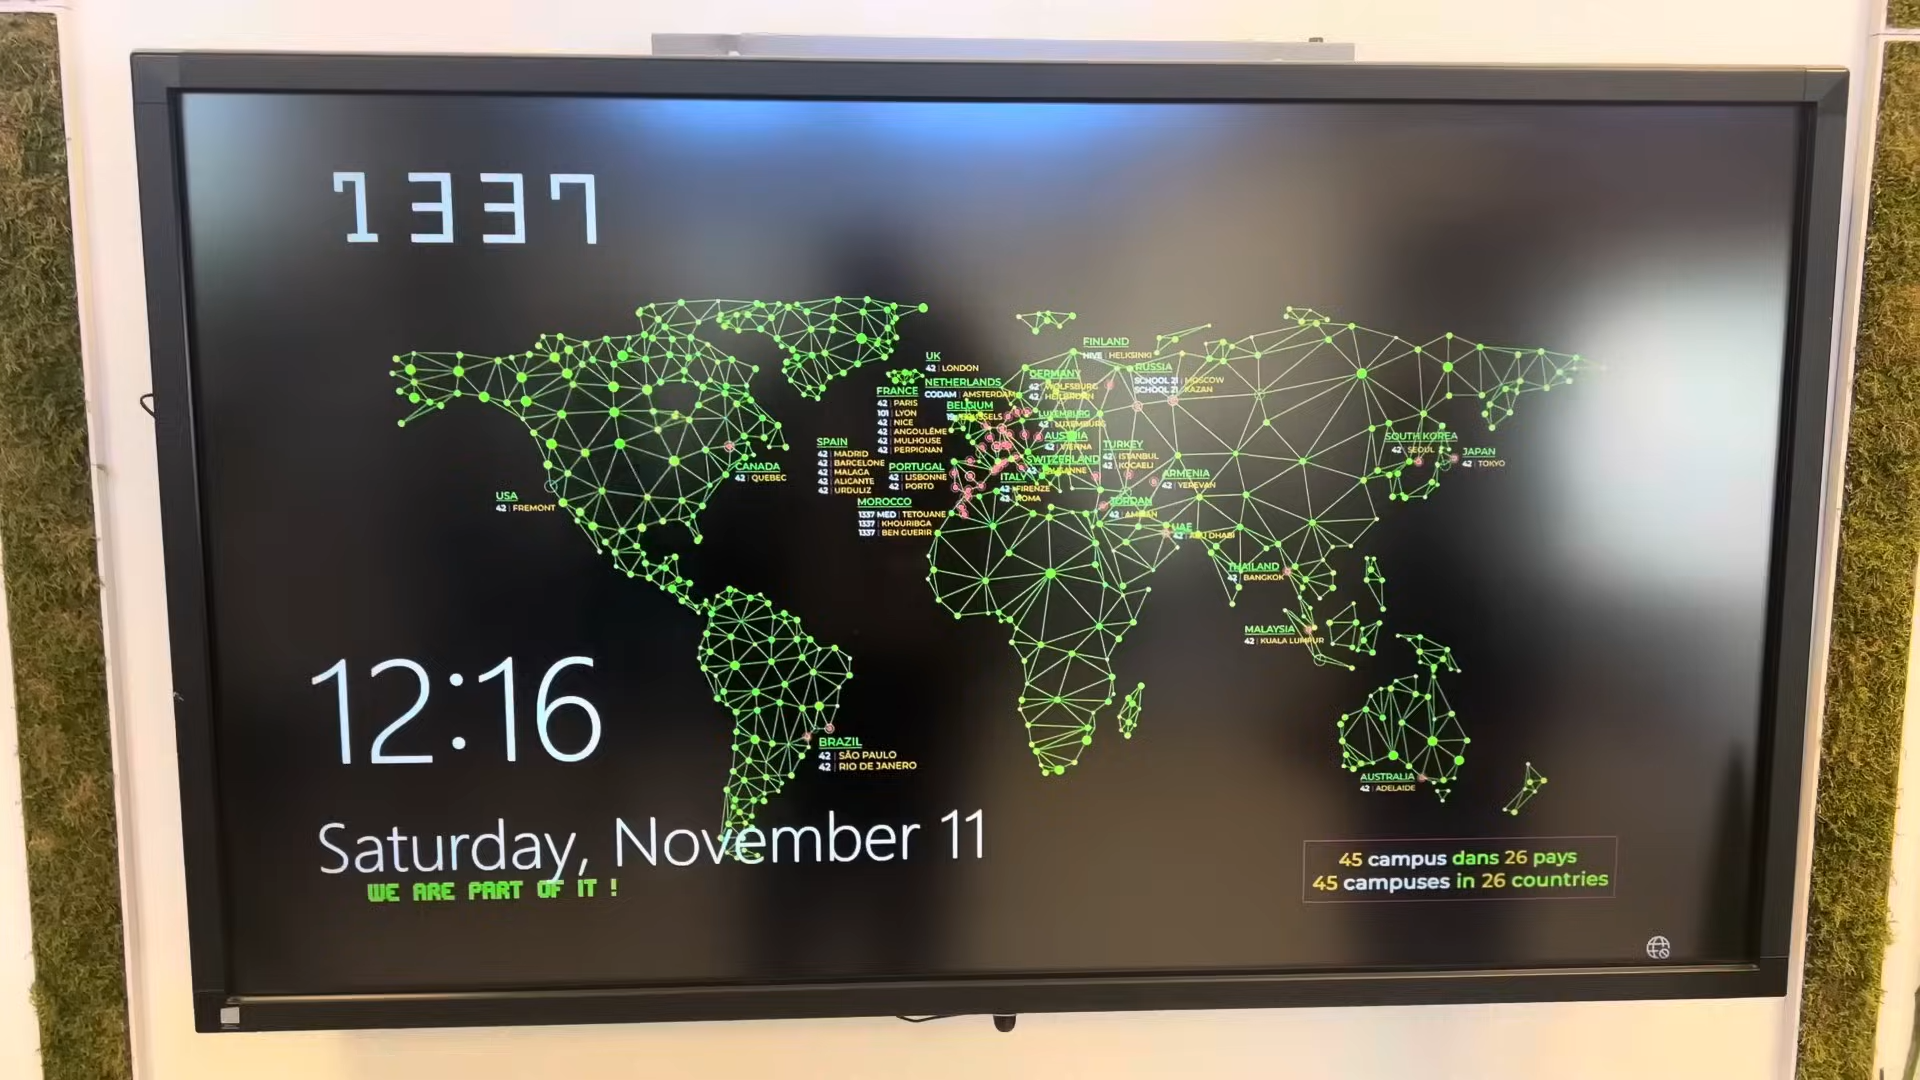 1337
FINLAND
HIVE | HELKSINKI
UK
42 | LONDON
RUSSIA
SCHOOL 21 | MOSCOW
SCHOOL 21 | KAZAN
GERMANY
42 | WOLFSBURG
42 | HEILBRONN
NETHERLANDS
CODAM | AMSTERDAM
FRANCE
42 | PARIS
101 | LYON
42 | NICE
42 | ANGOULÊME
42 | MULHOUSE
42 | PERPIGNAN
BELGIUM
BRUSSELS
LUXEMBURG
42 | LUXEMBURG
AUSTRIA
42 | VIENNA
TURKEY
42 | ISTANBUL
42 | KOCAELI
SPAIN
42 | MADRID
42 | BARCELONE
42 | MALAGA
42 | ALICANTE
42 | URDULIZ
PORTUGAL
42 | LISBONNE
42 | PORTO
SWITZERLAND
42 | LAUSANNE
ITALY
42 | FIRENZE
42 | ROMA
ARMENIA
42 | YEREVAN
SOUTH KOREA
42 | SEOUL
JAPAN
42 | TOKYO
CANADA
42 | QUEBEC
USA
42 | FREMONT
MOROCCO
1337 MED | TETOUANE
1337 | KHOURIBGA
1337 | BEN GUERIR
JORDAN
42 | AMMAN
UAE
42 | ABU DHABI
THAILAND
42 | BANGKOK
MALAYSIA
42 | KUALA LUMPUR
12:16
BRAZIL
42 | SÃO PAULO
42 | RIO DE JANERO
AUSTRALIA
42 | ADELAIDE
Saturday, November 11
WE ARE PART OF IT !
45 campus dans 26 pays
45 campuses in 26 countries